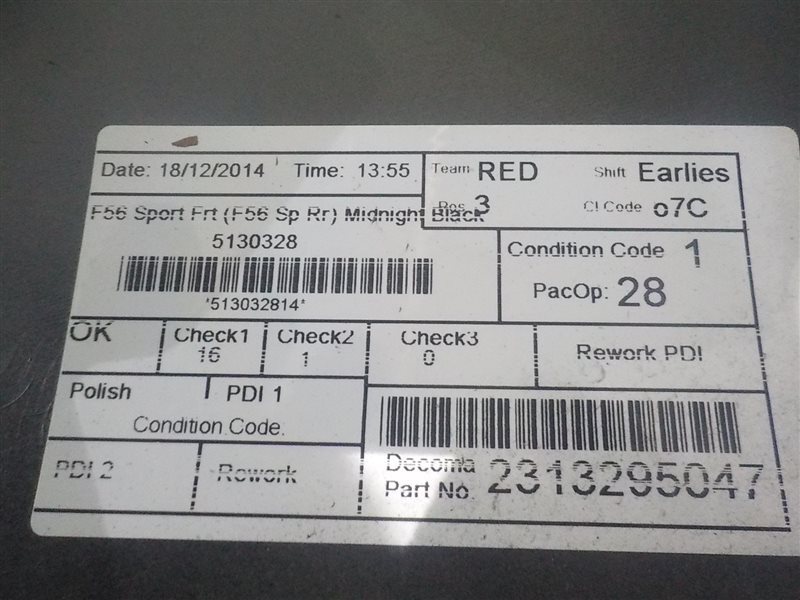 Date: 18/12/2014 Time: 13:55 Team RED Shift Earlies
Pos 3 CI Code o7C
F56 Sport Frt (F56 Sp Rr) Midnight Black
5130328
*513032814*
Condition Code 1
PacOp: 28
OK Check1 Check2 Check3 Rework PDI
16 1 0
Polish PDI 1
Condition Code.
PDI 2 Rework
Decoma
Part No. 2313295047